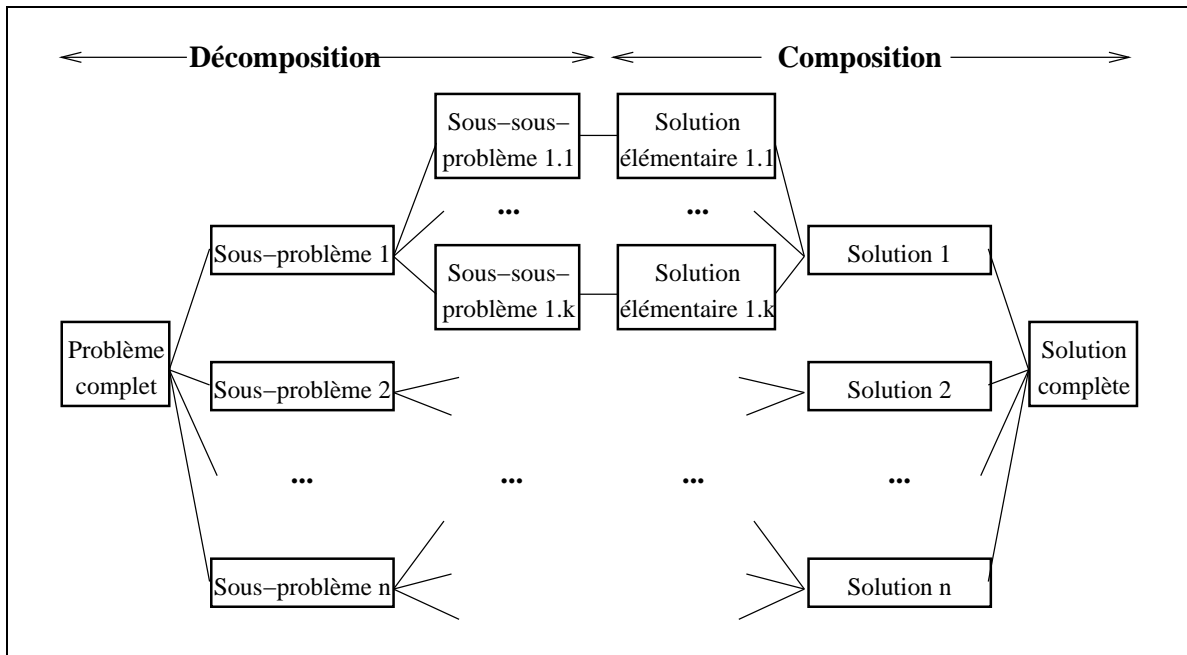 Décomposition
Composition
Sous−sous−
problème 1.1
Solution
élémentaire 1.1
...
...
Sous−problème 1
Solution 1
Sous−sous−
problème 1.k
Solution
élémentaire 1.k
Problème
complet
Solution
complète
Sous−problème 2
Solution 2
...
...
...
...
Sous−problème n
Solution n